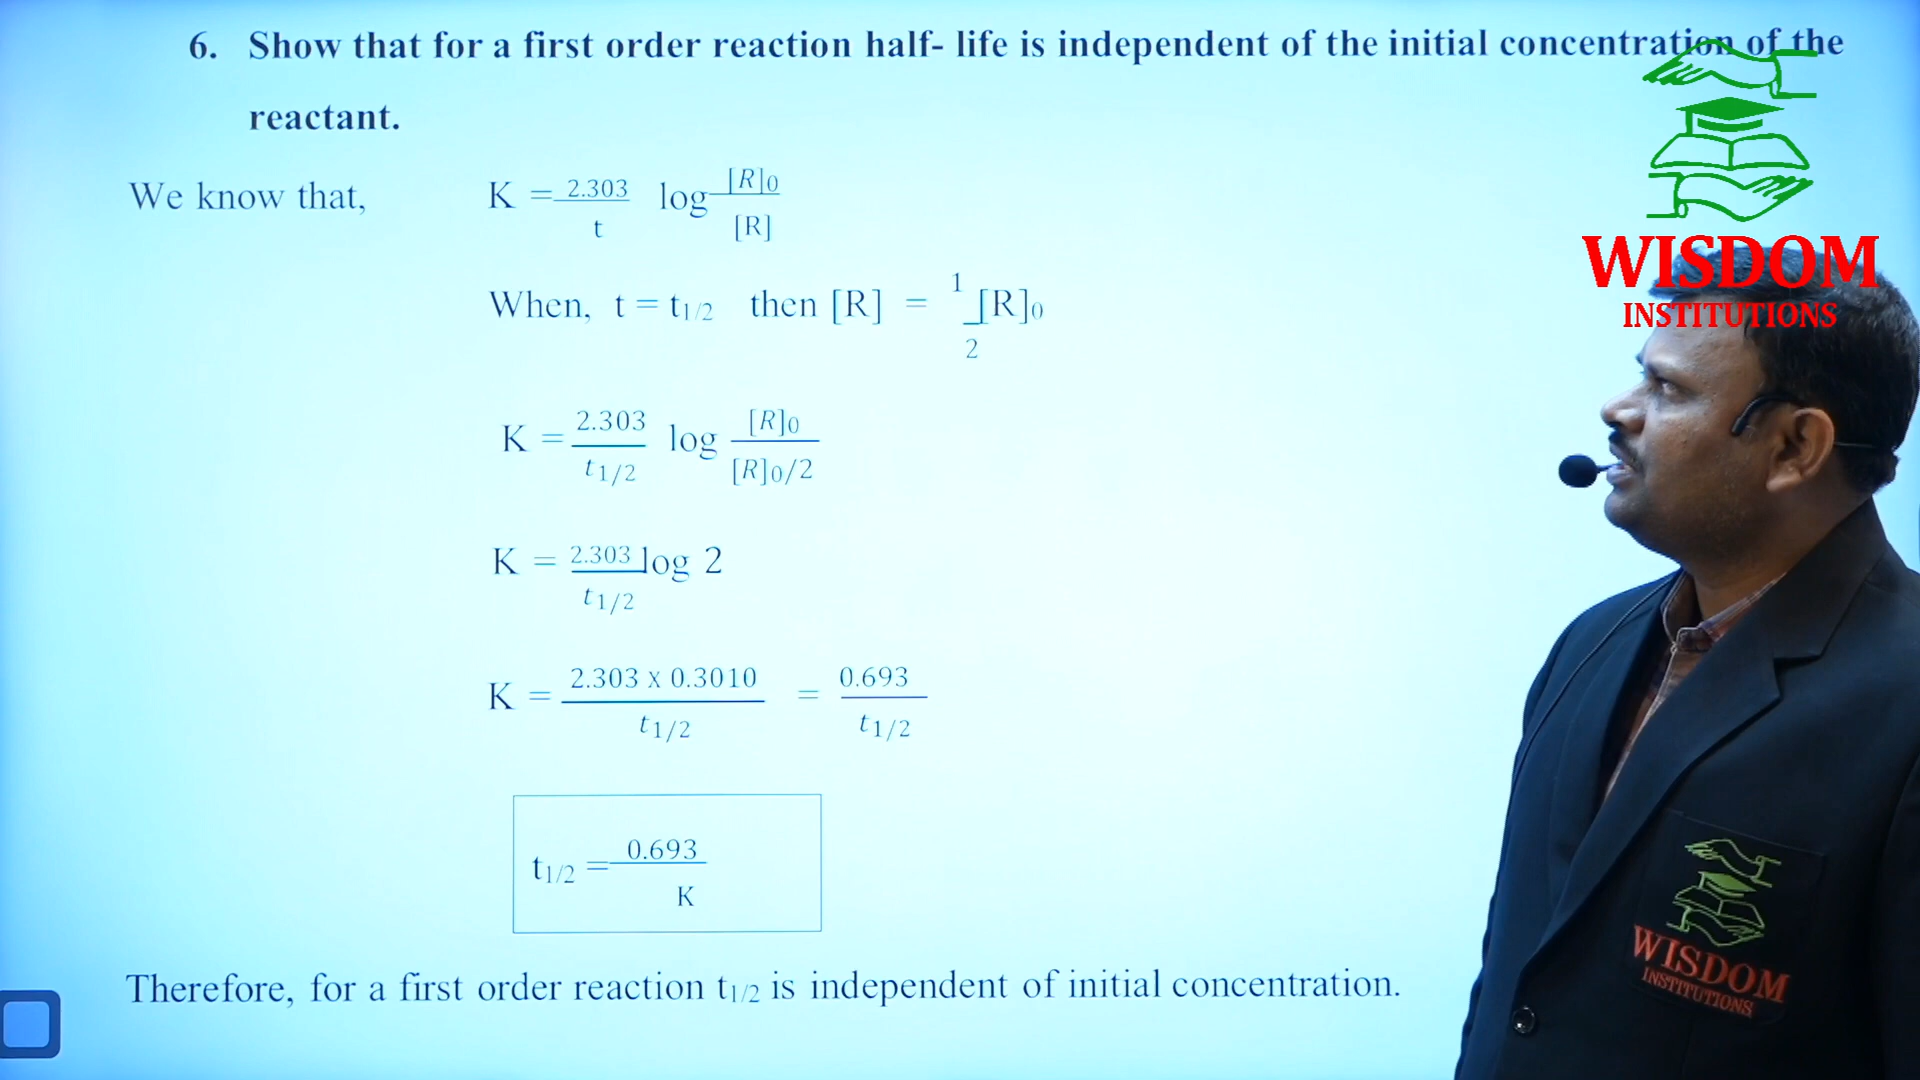 6. Show that for a first order reaction half- life is independent of the initial concentration of the
reactant.
We know that, K = 2.303/t log [R]0/[R]
When, t = t1/2 then [R] = 1/2 [R]0
K = 2.303/t1/2 log [R]0/[R]0/2
K = 2.303/t1/2 log 2
K = 2.303 x 0.3010/t1/2 = 0.693/t1/2
t1/2 = 0.693/K
Therefore, for a first order reaction t1/2 is independent of initial concentration.
WISDOM
INSTITUTIONS
WISDOM
INSTITUTIONS